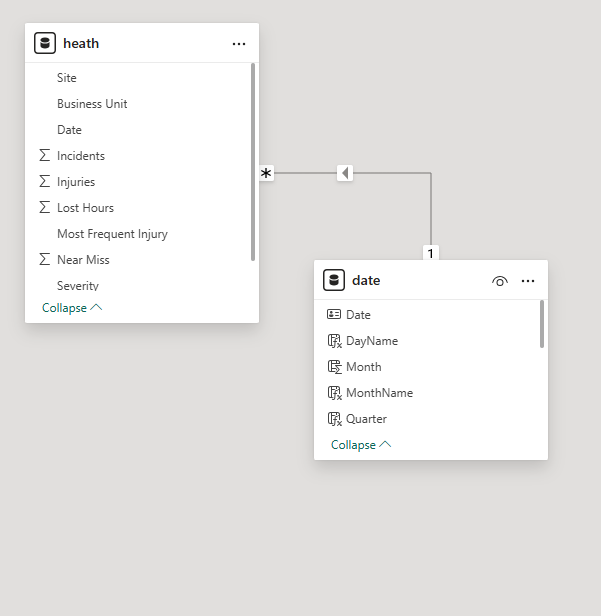 heath
Site
Business Unit
Date
Incidents
Injuries
Lost Hours
Most Frequent Injury
Near Miss
Severity
Collapse
*
1
date
Date
DayName
Month
MonthName
Quarter
Collapse